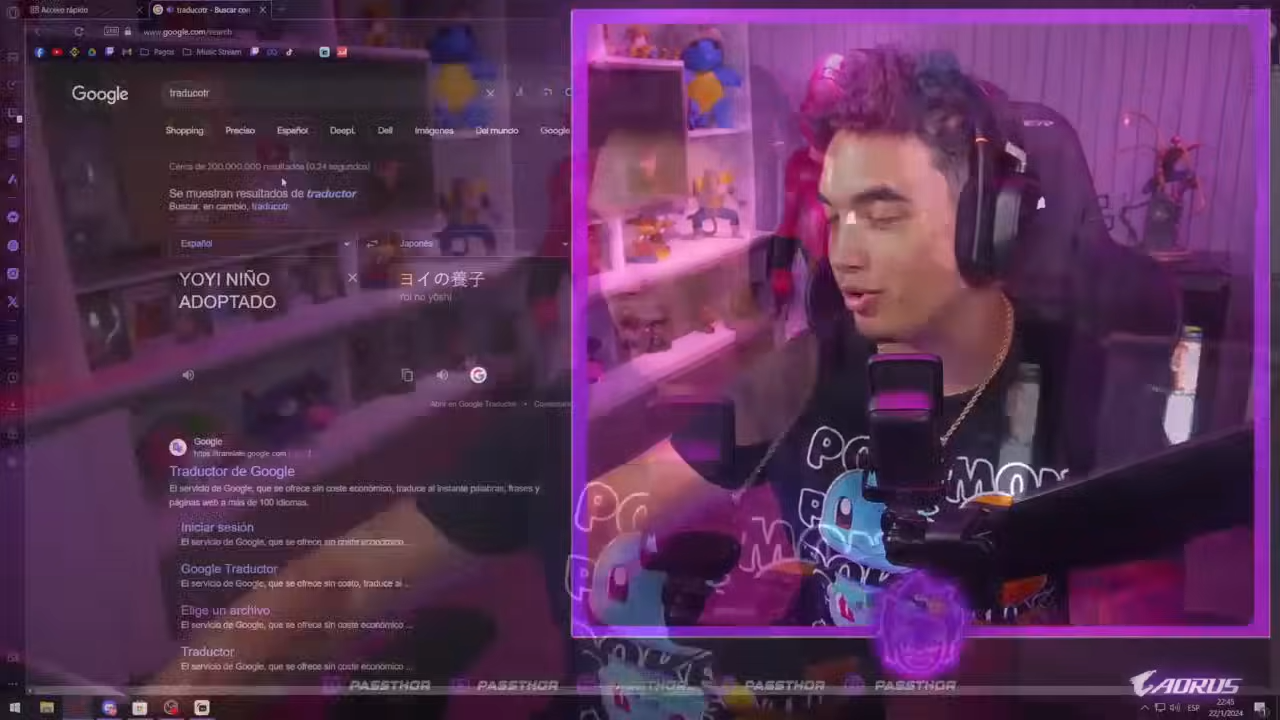 Acceso rápido
traducotr - Buscar con
www.google.com/search
Pagos
Music Stream
Google
traducotr
Shopping
Preciso
Español
Deepl.
Dell
Imágenes
Del mundo
Google
Cerca de 200,000,000 resultados (0.24 segundos)
Se muestran resultados de traductor
Buscar, en cambio, traducotr
Español
Japonés
YOYI NIÑO
ADOPTADO
ヨイの養子
Yoi no yōshi
Abrir en Google Traductor
Comentarios
Google
https://translate.google.com
Traductor de Google
El servicio de Google, que se ofrece sin coste económico, traduce al instante palabras, frases y
páginas web a más de 100 idiomas.
Iniciar sesión
El servicio de Google, que se ofrece sin coste económico ...
Google Traductor
El servicio de Google, que se ofrece sin costo, traduce al ...
Elige un archivo
El servicio de Google, que se ofrece sin coste económico ...
Traductor
El servicio de Google, que se ofrece sin coste económico ...
PASSTHOR
PASSTHOR
PASSTHOR
PASSTHOR
AORUS
ESP
22:45
22/1/2024